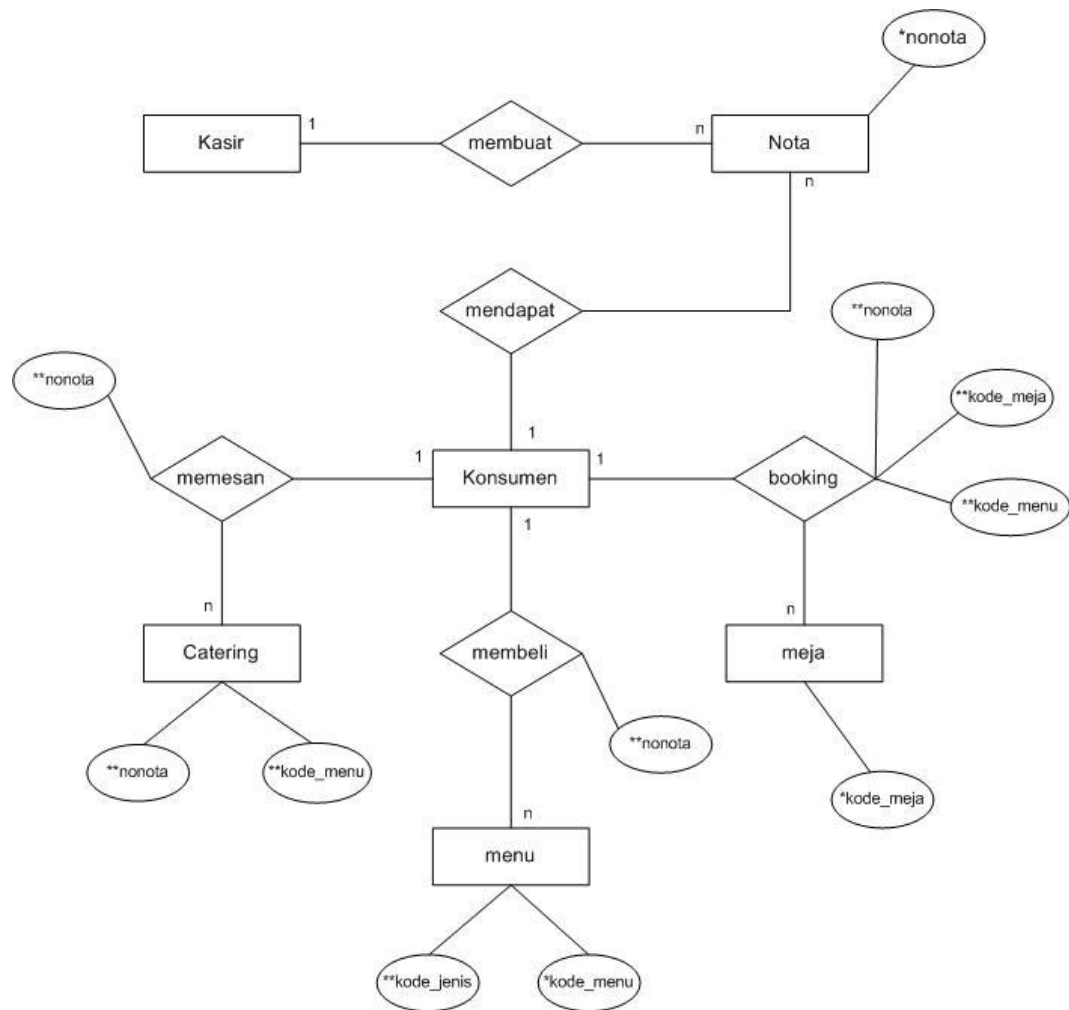 *nonota
Kasir
1
membuat
n
Nota
n
mendapat
**nonota
**nonota
**kode_meja
1
memesan
1
Konsumen
1
booking
**kode_menu
1
n
n
Catering
membeli
meja
**nonota
**nonota
**kode_menu
*kode_meja
n
menu
**kode_jenis
*kode_menu